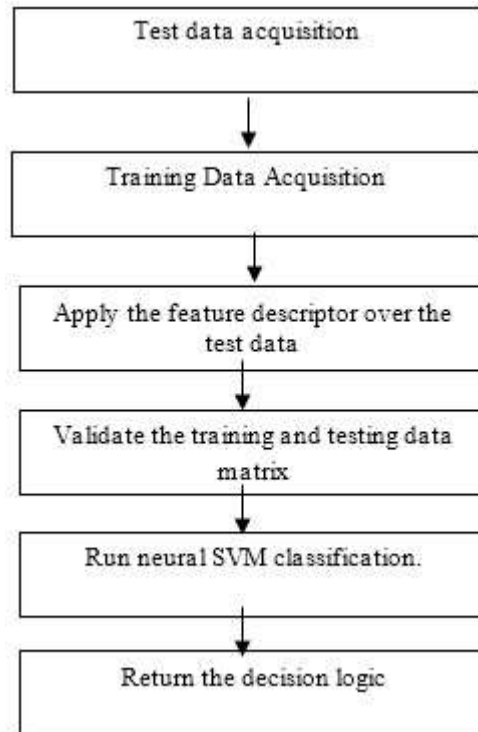 Test data acquisition
Training Data Acquisition
Apply the feature descriptor over the
test data
Validate the training and testing data
matrix
Run neural SVM classification.
Return the decision logic